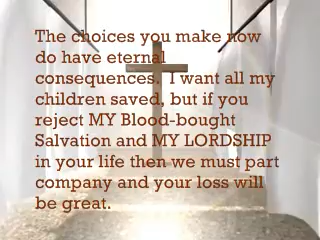 The choices you make now
do have eternal
consequences.  I want all my
children saved, but if you
reject MY Blood-bought
Salvation and MY LORDSHIP
in your life then we must part
company and your loss will
be great.